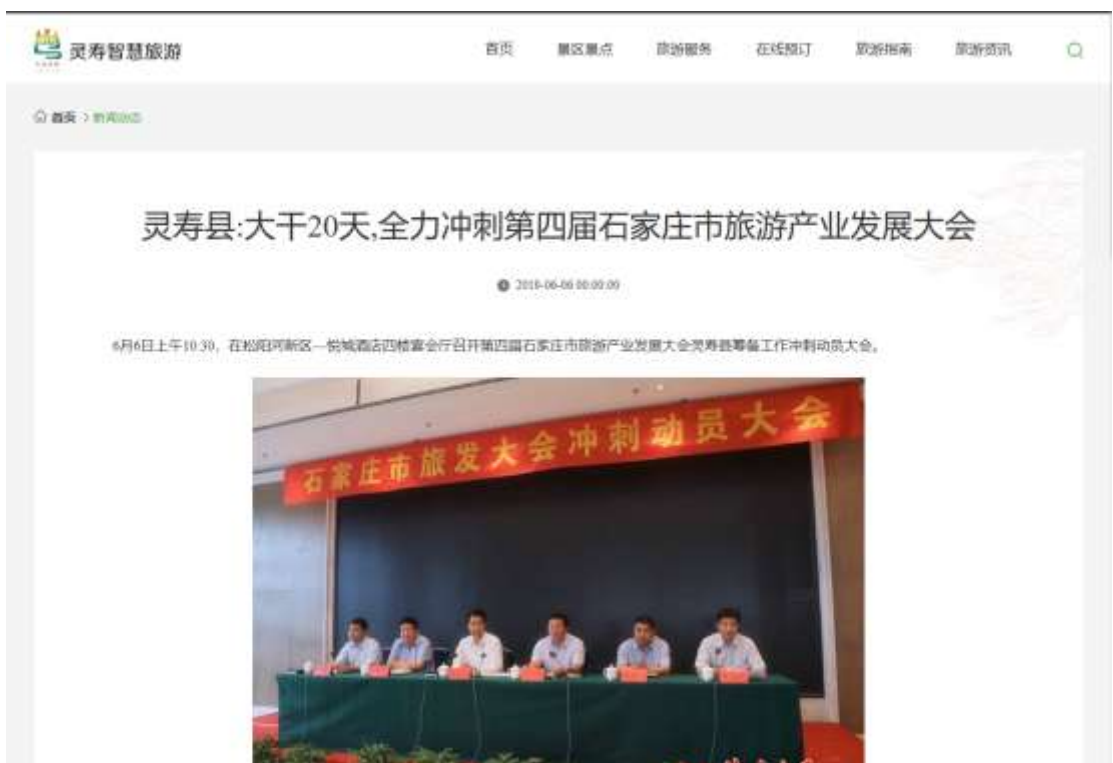 灵寿智慧旅游
首页 景区景点 旅游服务 在线预订 旅游指南 旅游资讯
首页 > 新闻动态
灵寿县:大干20天,全力冲刺第四届石家庄市旅游产业发展大会
2018-06-06 00:00:00
6月6日上午10:30，在松阳河新区一悦城酒店四楼宴会厅召开第四届石家庄市旅游产业发展大会灵寿县筹备工作冲刺动员大会。
石家庄市旅发大会冲刺动员大会